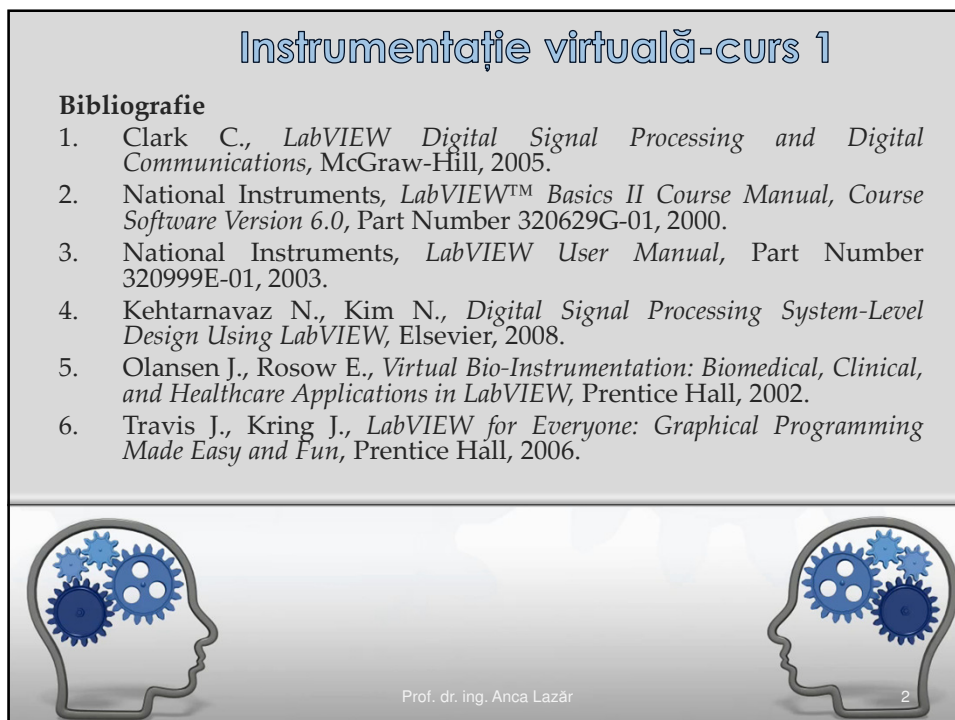 Instrumentație virtuală-curs 1
Bibliografie
1. Clark C., LabVIEW Digital Signal Processing and Digital
Communications, McGraw-Hill, 2005.
2. National Instruments, LabVIEW™ Basics II Course Manual, Course
Software Version 6.0, Part Number 320629G-01, 2000.
3. National Instruments, LabVIEW User Manual, Part Number
320999E-01, 2003.
4. Kehtarnavaz N., Kim N., Digital Signal Processing System-Level
Design Using LabVIEW, Elsevier, 2008.
5. Olansen J., Rosow E., Virtual Bio-Instrumentation: Biomedical, Clinical,
and Healthcare Applications in LabVIEW, Prentice Hall, 2002.
6. Travis J., Kring J., LabVIEW for Everyone: Graphical Programming
Made Easy and Fun, Prentice Hall, 2006.
Prof. dr. ing. Anca Lazăr 2